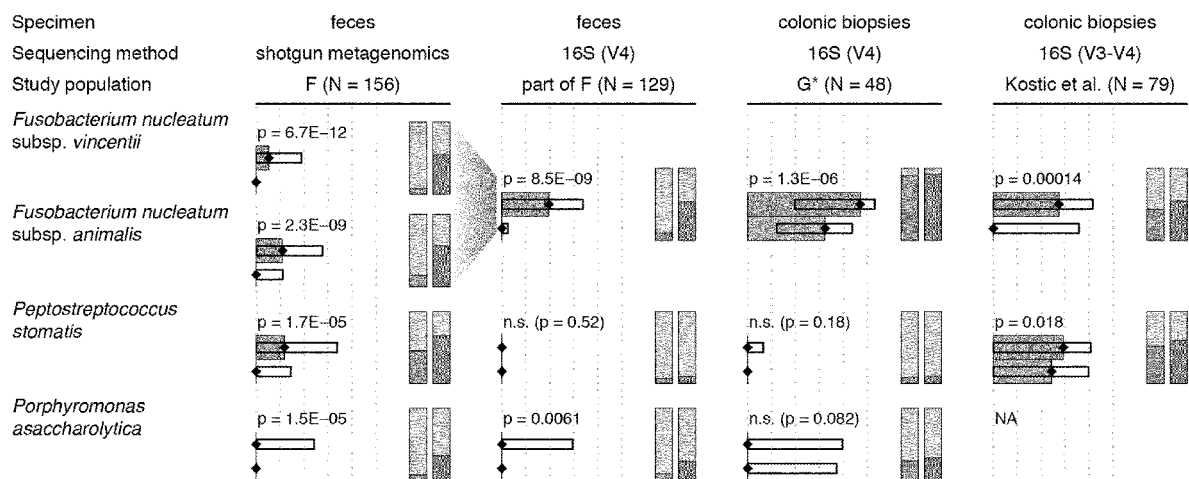 Specimen feces feces colonic biopsies colonic biopsies
Sequencing method shotgun metagenomics 16S (V4) 16S (V4) 16S (V3-V4)
Study population F (N = 156) part of F (N = 129) G* (N = 48) Kostic et al. (N = 79)
Fusobacterium nucleatum
subsp. vincentii
p = 6.7E−12
p = 8.5E−09 p = 1.3E−06 p = 0.00014
Fusobacterium nucleatum
subsp. animalis
p = 2.3E−09
Peptostreptococcus
stomatis
p = 1.7E−05 n.s. (p = 0.52) n.s. (p = 0.18) p = 0.018
Porphyromonas
asaccharolytica
p = 1.5E−05 p = 0.0061 n.s. (p = 0.082) NA